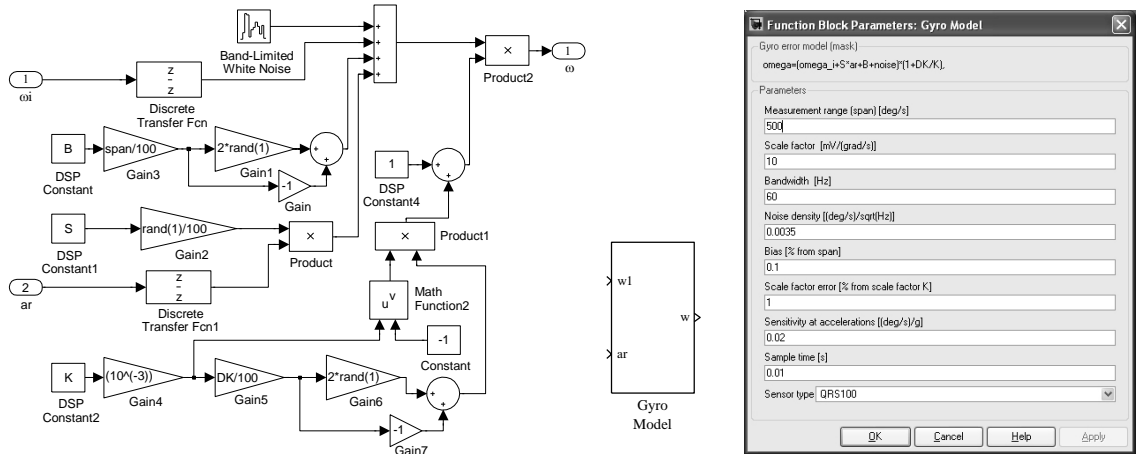 Band-Limited
White Noise
+
+
+
+
×
Product2
1
ω
1
ωi
z
z
Discrete
Transfer Fcn
B
DSP
Constant
span/100
Gain3
2*rand(1)
Gain1
+
+
-1
Gain
1
DSP
Constant4
+
+
S
DSP
Constant1
rand(1)/100
Gain2
×
Product
×
Product1
2
ar
z
z
Discrete
Transfer Fcn1
u^v
Math
Function2
-1
Constant
K
DSP
Constant2
(10^(-3))
Gain4
DK/100
Gain5
2*rand(1)
Gain6
+
+
-1
Gain7
w1
ar
w
Gyro
Model
Function Block Parameters: Gyro Model
Gyro error model (mask)
omega=(omega_i+S*ar+B+noise)*(1+DK/K),
Parameters
Measurement range (span) [deg/s]
500
Scale factor [mV/(grad/s)]
10
Bandwidth [Hz]
60
Noise density [(deg/s)/sqrt(Hz)]
0.0035
Bias [% from span]
0.1
Scale factor error [% from scale factor K]
1
Sensitivity at accelerations [(deg/s)/g]
0.02
Sample time [s]
0.01
Sensor type QRS100
OK Cancel Help Apply